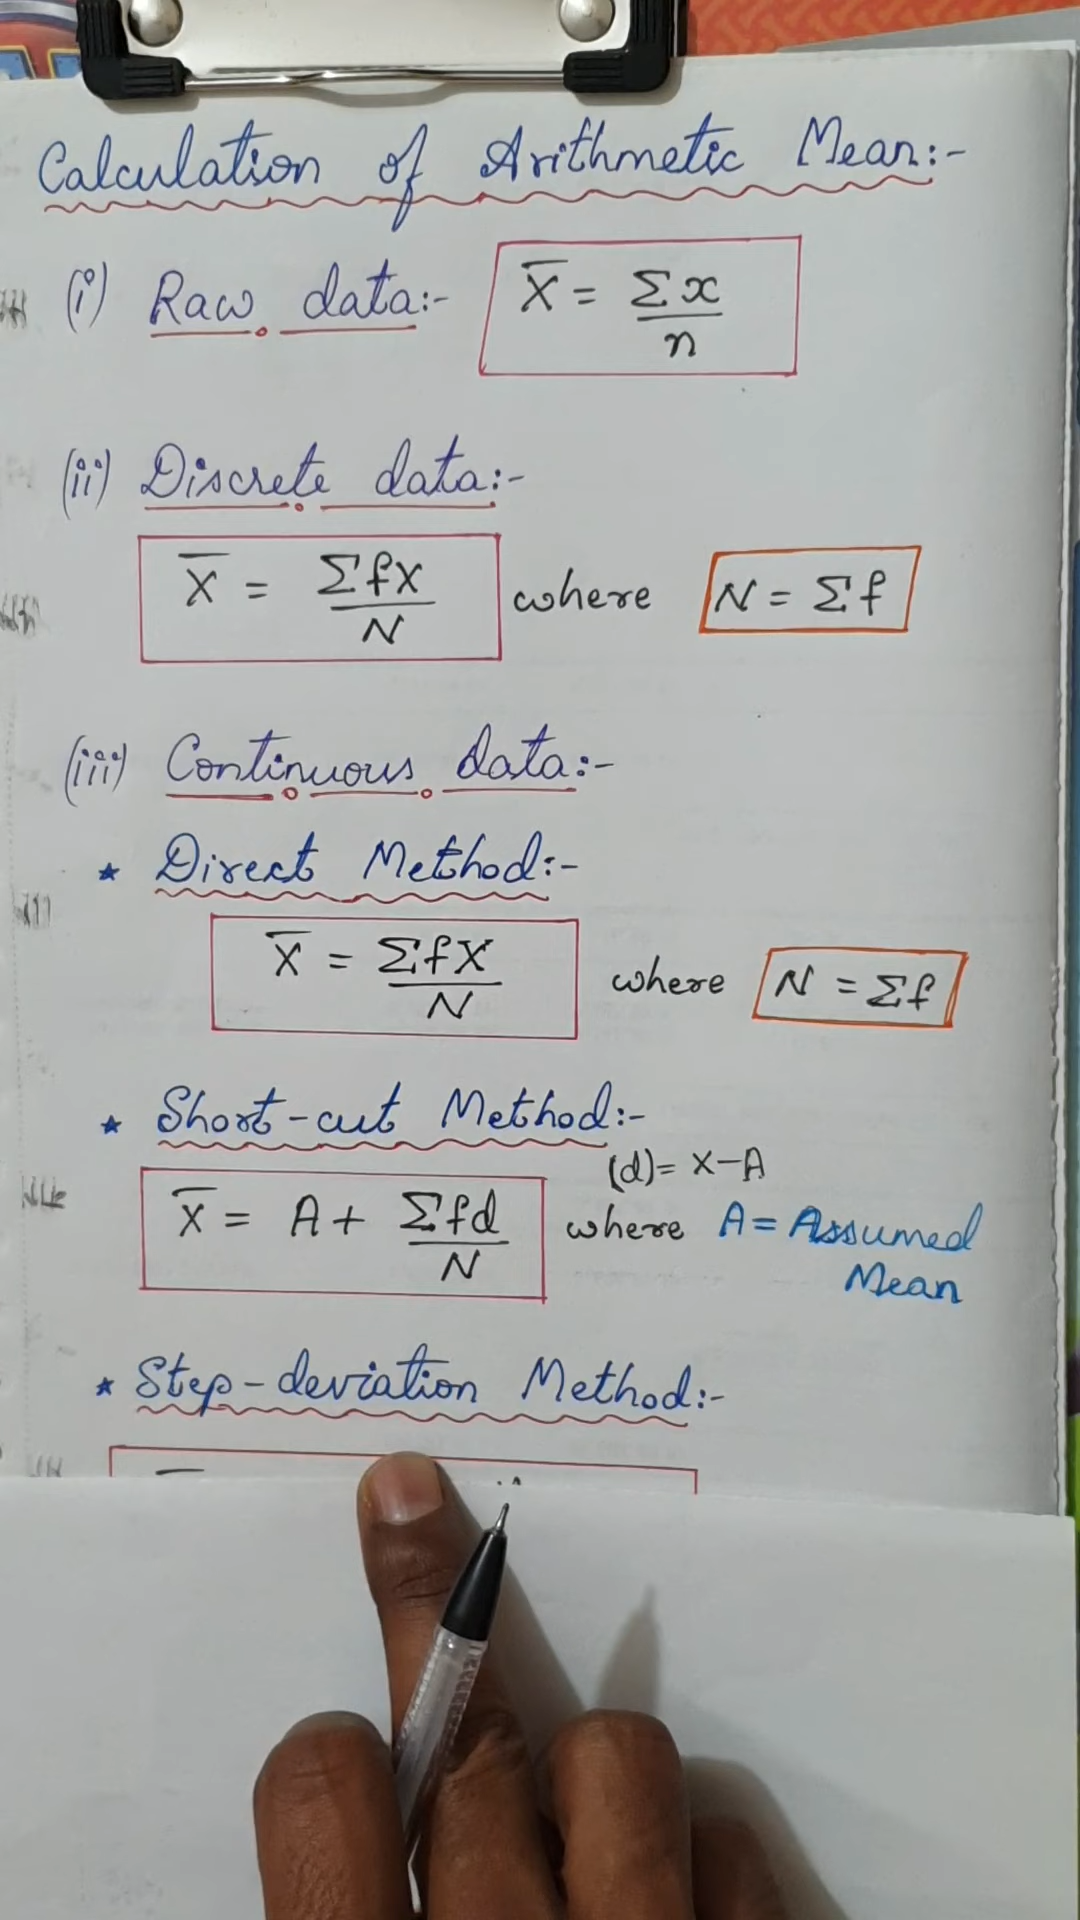 Calculation of Arithmetic Mean:-
(i) Raw data:- X̄ = Σx / n
(ii) Discrete data:-
X̄ = ΣfX / N where N = Σf
(iii) Continuous data:-
★ Direct Method:-
X̄ = ΣfX / N where N = Σf
★ Short-cut Method:-
(d) = X-A
X̄ = A + Σfd / N where A = Assumed
Mean
★ Step-deviation Method:-